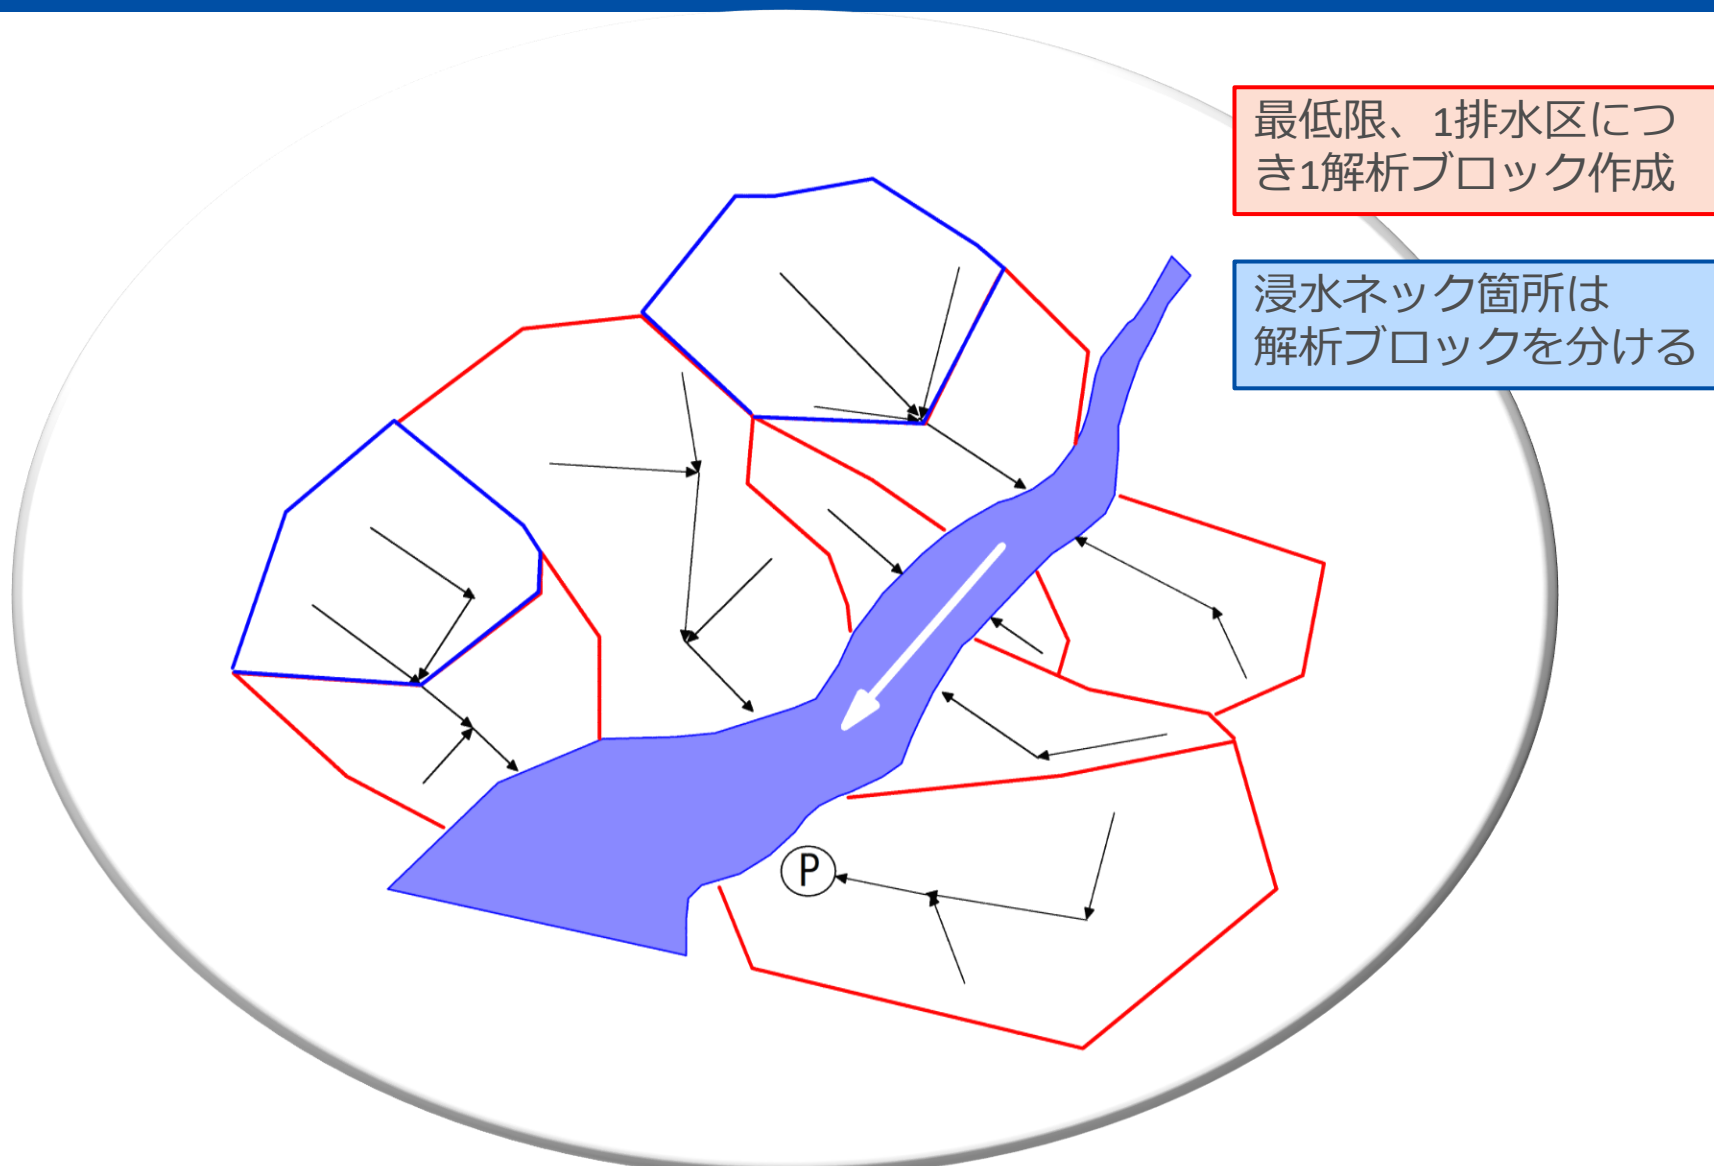 最低限、1排水区につ
き1解析ブロック作成
浸水ネック箇所は
解析ブロックを分ける
P